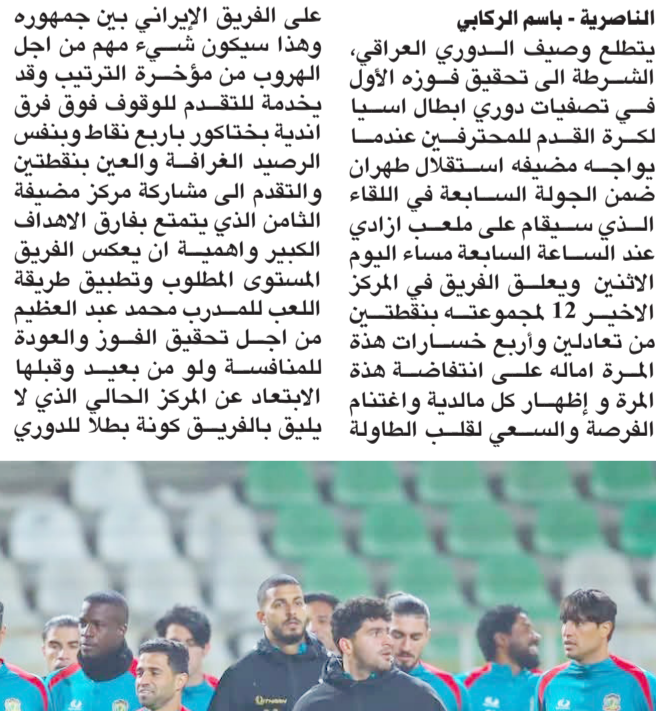 الناصرية - باسم الركابي
يتطلع وصيف الدوري العراقي،
الشرطة الى تحقيق فوزه الأول
في تصفيات دوري ابطال اسيا
لكرة القدم للمحترفين عندما
يواجه مضيفه استقلال طهران
ضمن الجولة السابعة في اللقاء
الذي سيقام على ملعب ازادي
عند الساعة السابعة مساء اليوم
الاثنين ويعلق الفريق في المركز
الاخير 12 لمجموعته بنقطتين
من تعادلين وأربع خسارات هذة
المرة اماله على انتفاضة هذة
المرة و إظهار كل مالدية واغتنام
الفرصة والسعي لقلب الطاولة
على الفريق الإيراني بين جمهوره
وهذا سيكون شيء مهم من اجل
الهروب من مؤخرة الترتيب وقد
يخدمة للتقدم للوقوف فوق فرق
اندية بختاكور باربع نقاط وبنفس
الرصيد الغرافة والعين بنقطتين
والتقدم الى مشاركة مركز مضيفة
الثامن الذي يتمتع بفارق الاهداف
الكبير واهمية ان يعكس الفريق
المستوى المطلوب وتطبيق طريقة
اللعب للمدرب محمد عبد العظيم
من اجل تحقيق الفوز والعودة
للمنافسة ولو من بعيد وقبلها
الابتعاد عن المركز الحالي الذي لا
يليق بالفريق كونة بطلا للدوري